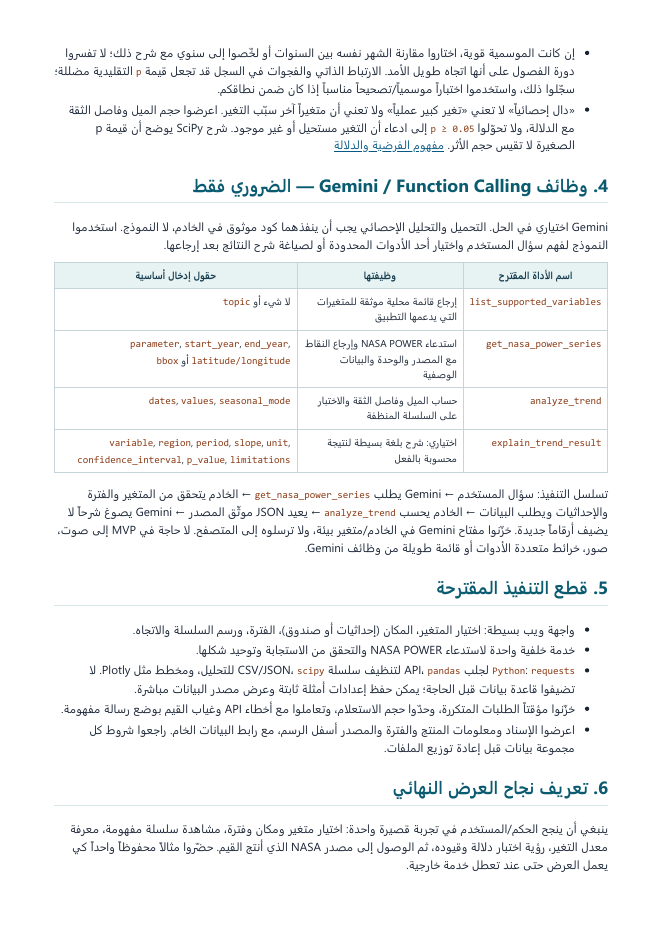 إن كانت الموسمية قوية، اختاروا مقارنة الشهر نفسه بين السنوات أو لخّصوا إلى سنوي مع شرح ذلك؛ لا تفسروا
دورة الفصول على أنها اتجاه طويل الأمد. الارتباط الذاتي والفجوات في السجل قد تجعل قيمة p التقليدية مضللة؛
سجّلوا ذلك، واستخدموا اختباراً موسمياً/تصحيحاً مناسباً إذا كان ضمن نطاقكم.
«دال إحصائياً» لا تعني «تغير كبير عملياً» ولا تعني أن متغيراً آخر سبّب التغير. اعرضوا حجم الميل وفاصل الثقة
مع الدلالة، ولا تحوّلوا p ≥ 0.05 إلى ادعاء أن التغير مستحيل أو غير موجود. شرح SciPy يوضح أن قيمة p
الصغيرة لا تقيس حجم الأثر. مفهوم الفرضية والدلالة
4. وظائف Gemini / Function Calling — الضروري فقط
Gemini اختياري في الحل. التحميل والتحليل الإحصائي يجب أن ينفذهما كود موثوق في الخادم، لا النموذج. استخدموا
النموذج لفهم سؤال المستخدم واختيار أحد الأدوات المحدودة أو لصياغة شرح النتائج بعد إرجاعها.
اسم الأداة المقترح وظيفتها حقول إدخال أساسية
list_supported_variables إرجاع قائمة محلية موثقة للمتغيرات لا شيء أو topic
التي يدعمها التطبيق
get_nasa_power_series استدعاء NASA POWER وإرجاع النقاط parameter, start_year, end_year,
مع المصدر والوحدة والبيانات latitude/longitude أو bbox
الوصفية
analyze_trend حساب الميل وفاصل الثقة والاختيار dates, values, seasonal_mode
على السلسلة المنظفة
explain_trend_result اختياري: شرح بلغة بسيطة لنتيجة variable, region, period, slope, unit,
محسوبة بالفعل confidence_interval, p_value, limitations
تسلسل التنفيذ: سؤال المستخدم ← Gemini يطلب get_nasa_power_series ← الخادم يتحقق من المتغير والفترة
والإحداثيات ويطلب البيانات ← الخادم يحسب analyze_trend ← يعيد JSON موثّق المصدر ← Gemini يصوغ شرحاً لا
يضيف أرقاماً جديدة. خزّنوا مفتاح Gemini في الخادم/متغير بيئة، ولا ترسلوه إلى المتصفح. لا حاجة في MVP إلى صوت،
صور، خرائط متعددة الأدوات أو قائمة طويلة من وظائف Gemini.
5. قطع التنفيذ المقترحة
واجهة ويب بسيطة: اختيار المتغير، المكان (إحداثيات أو صندوق)، الفترة، ورسم السلسلة والاتجاه.
خدمة خلفية واحدة لاستدعاء NASA POWER والتحقق من الاستجابة وتوحيد شكلها.
Python: requests لجلب API، pandas لتنظيف سلسلة CSV/JSON، scipy للتحليل، ومخطط مثل Plotly. لا
تضيفوا قاعدة بيانات قبل الحاجة؛ يمكن حفظ إعدادات أمثلة ثابتة وعرض مصدر البيانات مباشرة.
خزّنوا مؤقتاً الطلبات المتكررة، وحدّوا حجم الاستعلام، وتعاملوا مع أخطاء API وغياب القيم بوضع رسالة مفهومة.
اعرضوا الإسناد ومعلومات المنتج والفترة والمصدر أسفل الرسم، مع رابط البيانات الخام. راجعوا شروط كل
مجموعة بيانات قبل إعادة توزيع الملفات.
6. تعريف نجاح العرض النهائي
ينبغي أن ينجح الحكم/المستخدم في تجربة قصيرة واحدة: اختيار متغير ومكان وفترة، مشاهدة سلسلة مفهومة، معرفة
معدل التغير، رؤية اختبار دلالة وقيوده، ثم الوصول إلى مصدر NASA الذي أنتج القيم. حضّروا مثالاً محفوظاً واحداً كي
يعمل العرض حتى عند تعطل خدمة خارجية.